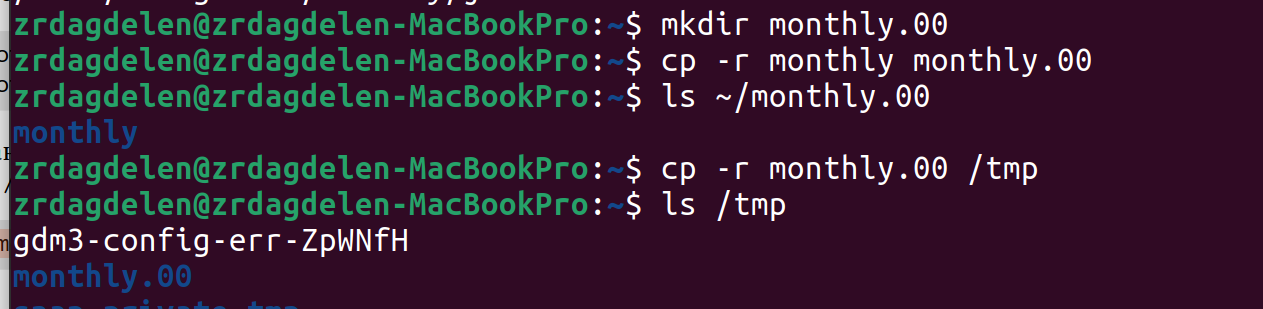 zrdagdelen@zrdagdelen-MacBookPro:~$ mkdir monthly.00
zrdagdelen@zrdagdelen-MacBookPro:~$ cp -r monthly monthly.00
zrdagdelen@zrdagdelen-MacBookPro:~$ ls ~/monthly.00
monthly
zrdagdelen@zrdagdelen-MacBookPro:~$ cp -r monthly.00 /tmp
zrdagdelen@zrdagdelen-MacBookPro:~$ ls /tmp
gdm3-config-err-ZpWNfH
monthly.00